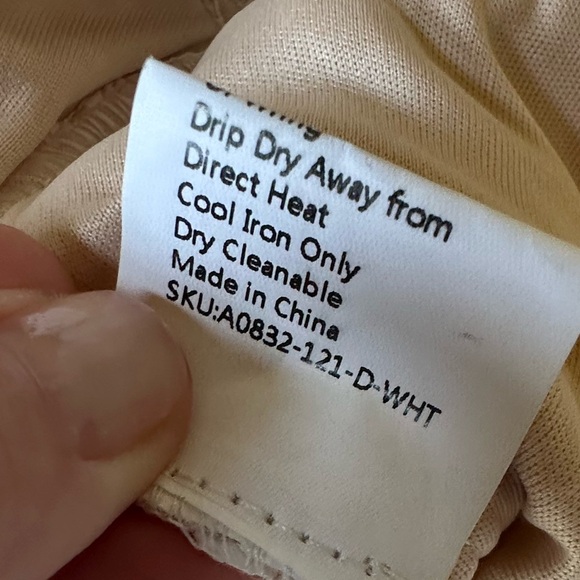 Drip Dry Away from
Direct Heat
Cool Iron Only
Dry Cleanable
Made in China
SKU:A0832-121-D-WHT